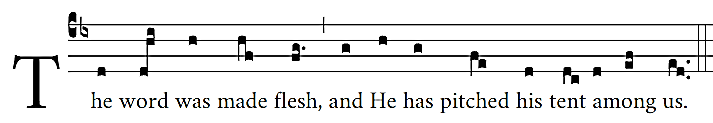 The word was made flesh, and He has pitched his tent among us.